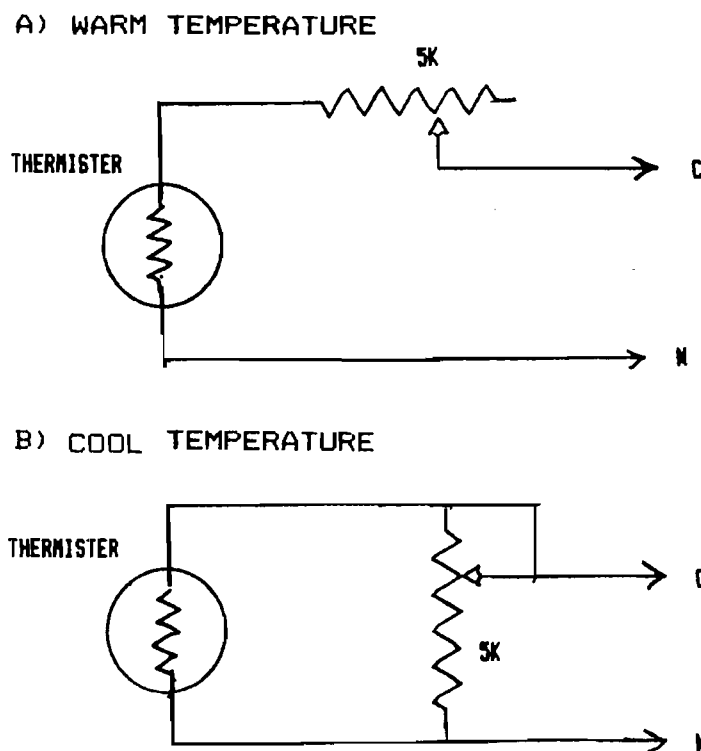 A) WARM TEMPERATURE
5K
THERMISTER
N
B) COOL TEMPERATURE
THERMISTER
5K